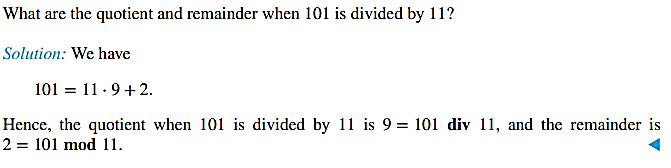 What are the quotient and remainder when 101 is divided by 11?
Solution: We have
101 = 11 · 9 + 2.
Hence, the quotient when 101 is divided by 11 is 9 = 101 div 11, and the remainder is
2 = 101 mod 11.